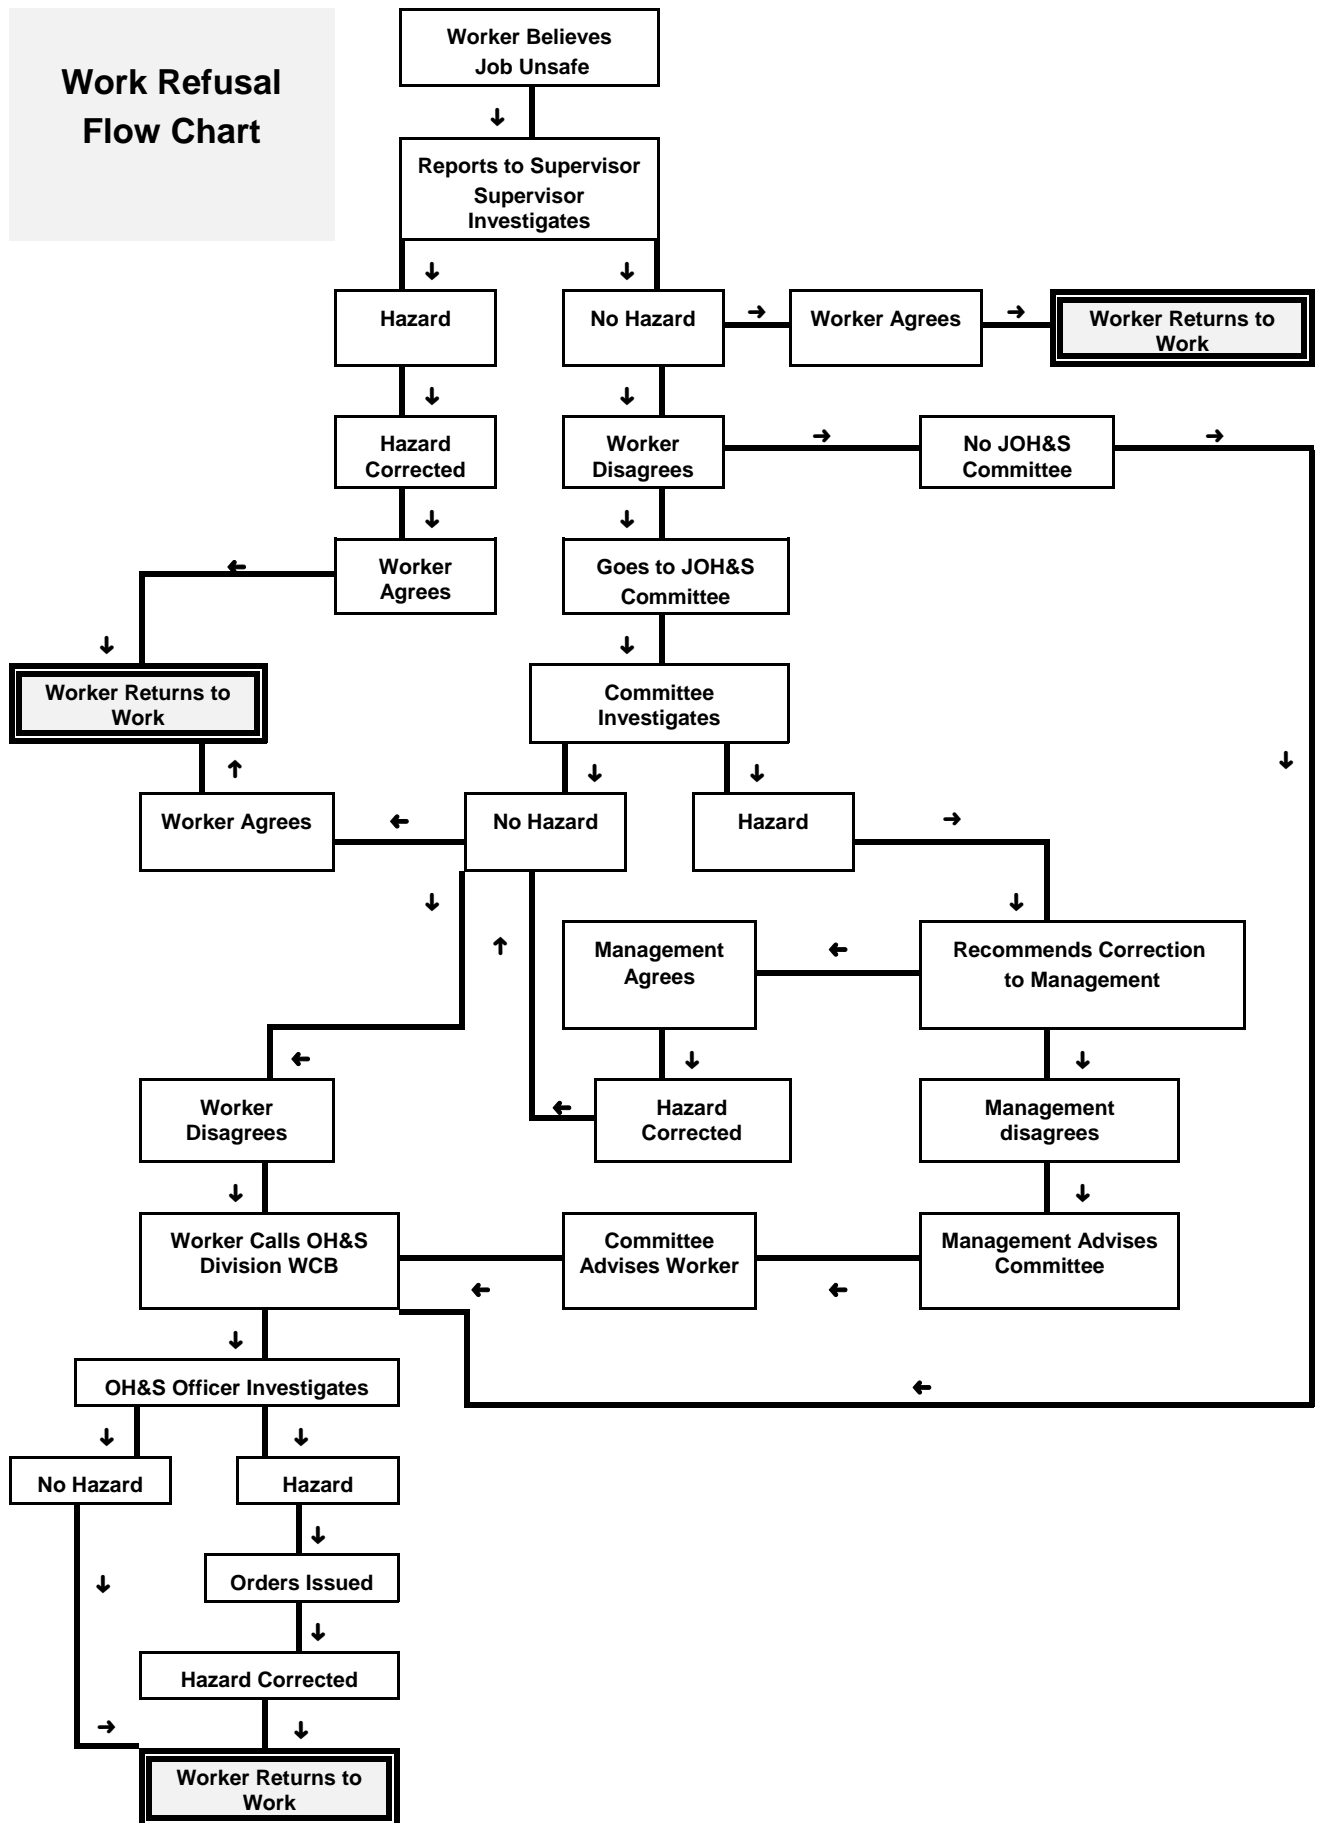 Work Refusal
Flow Chart
Worker Believes
Job Unsafe
Reports to Supervisor
Supervisor
Investigates
Hazard
No Hazard
Worker Agrees
Worker Returns to
Work
Hazard
Corrected
Worker
Disagrees
No JOH&S
Committee
Worker
Agrees
Goes to JOH&S
Committee
Worker Returns to
Work
Committee
Investigates
Worker Agrees
No Hazard
Hazard
Management
Agrees
Recommends Correction
to Management
Worker
Disagrees
Hazard
Corrected
Management
disagrees
Worker Calls OH&S
Division WCB
Committee
Advises Worker
Management Advises
Committee
OH&S Officer Investigates
No Hazard
Hazard
Orders Issued
Hazard Corrected
Worker Returns to
Work